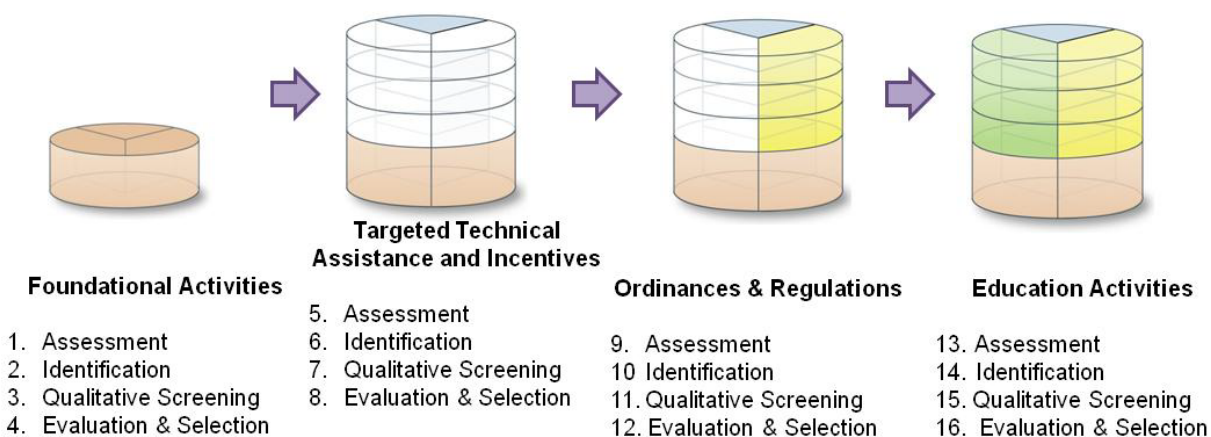 Foundational Activities
1. Assessment
2. Identification
3. Qualitative Screening
4. Evaluation & Selection
Targeted Technical
Assistance and Incentives
5. Assessment
6. Identification
7. Qualitative Screening
8. Evaluation & Selection
Ordinances & Regulations
9. Assessment
10 Identification
11. Qualitative Screening
12. Evaluation & Selection
Education Activities
13. Assessment
14. Identification
15. Qualitative Screening
16. Evaluation & Selection